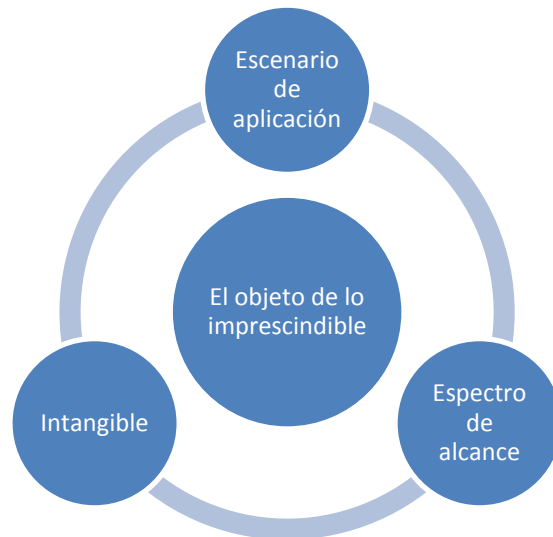 Escenario
de
aplicación
El objeto de lo
imprescindible
Intangible
Espectro
de
alcance